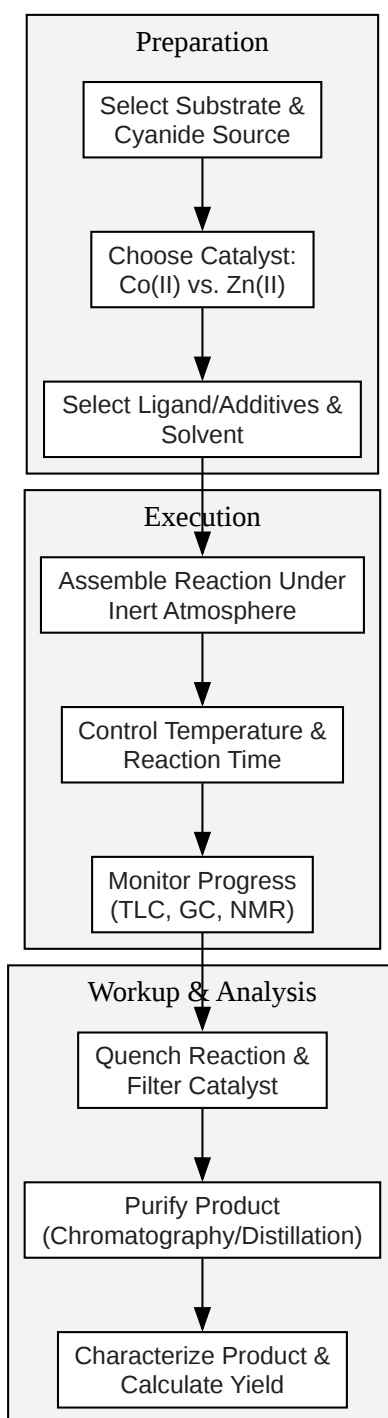 Preparation
Select Substrate &
Cyanide Source
Choose Catalyst:
Co(II) vs. Zn(II)
Select Ligand/Additives &
Solvent
Execution
Assemble Reaction Under
Inert Atmosphere
Control Temperature &
Reaction Time
Monitor Progress
(TLC, GC, NMR)
Workup & Analysis
Quench Reaction &
Filter Catalyst
Purify Product
(Chromatography/Distillation)
Characterize Product &
Calculate Yield